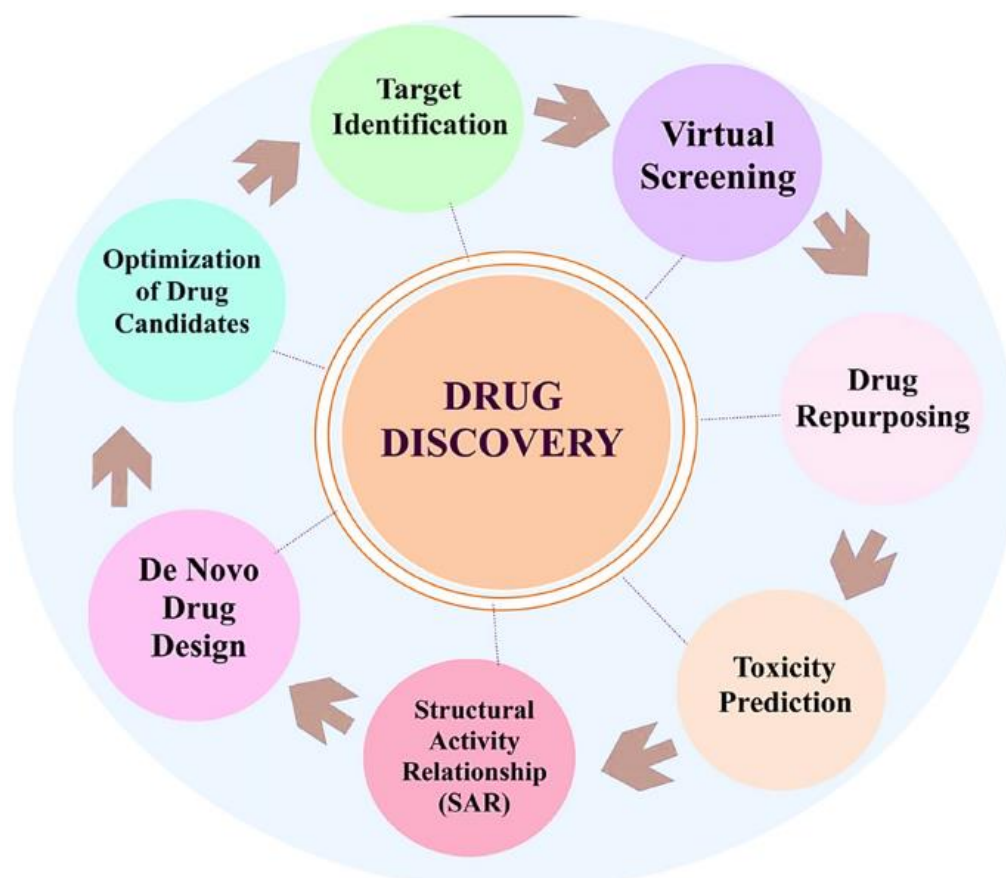 Target
Identification
Virtual
Screening
Drug
Repurposing
Toxicity
Prediction
Structural
Activity
Relationship
(SAR)
De Novo
Drug
Design
Optimization
of Drug
Candidates
DRUG
DISCOVERY